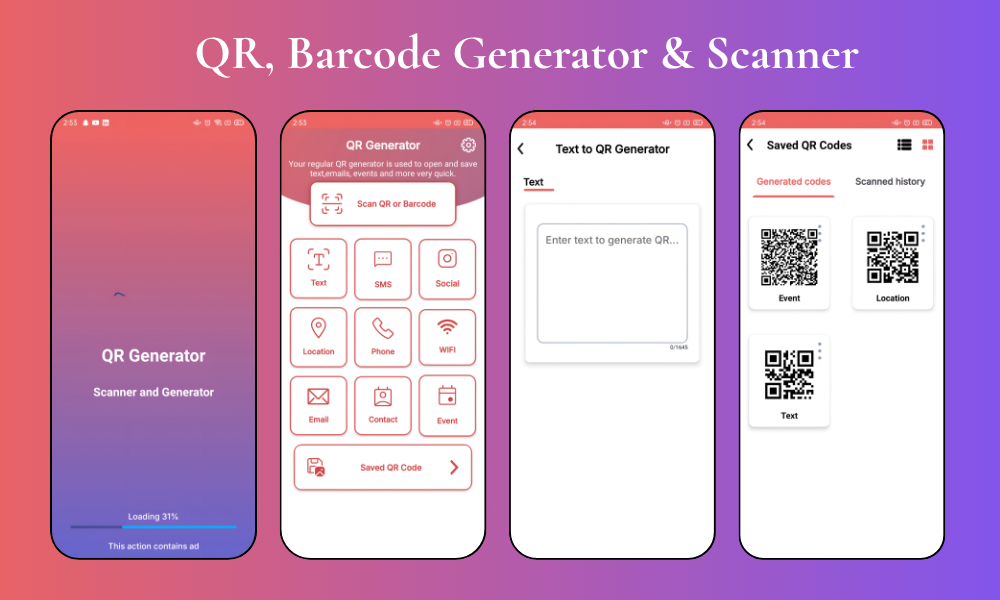 QR, Barcode Generator & Scanner
2:53
QR Generator
Scanner and Generator
Loading 31%
This action contains ad
2:53
QR Generator
Your regular QR generator is used to open and save
text,emails, events and more very quick.
Scan QR or Barcode
Text
SMS
Social
Location
Phone
WIFI
Email
Contact
Event
Saved QR Code
2:54
Text to QR Generator
Text
Enter text to generate QR...
0/1645
2:54
Saved QR Codes
Generated codes
Scanned history
Event
Location
Text